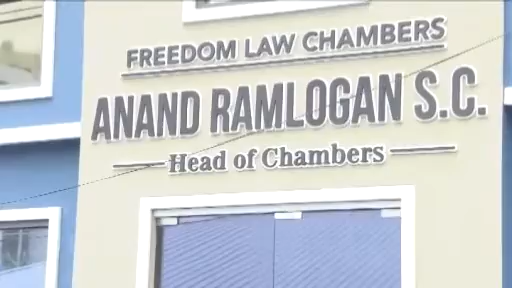 FREEDOM LAW CHAMBERS
ANAND RAMLOGAN S.C.
Head of Chambers